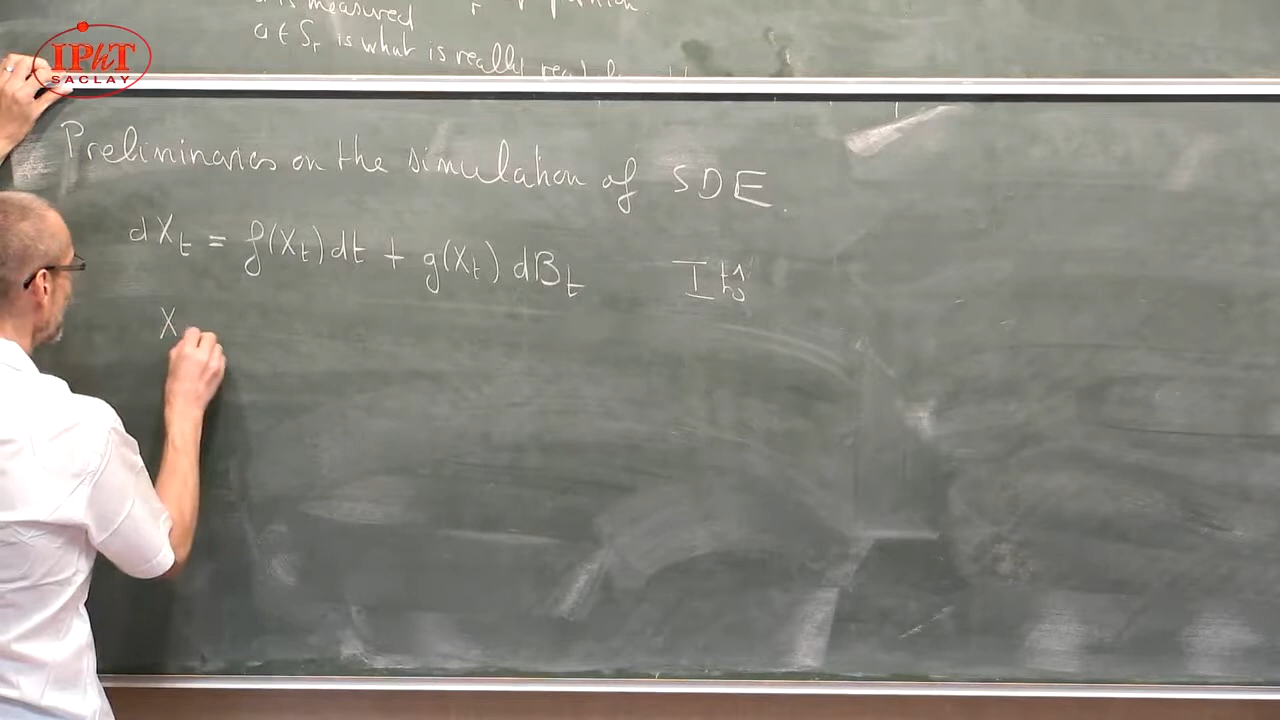 is measured r
a ∈ Sᵣ is what is really
IPhT
SACLAY
Preliminaries on the simulation of SDE.
dX_t = f(X_t)dt + g(X_t) dB_t Itô
X